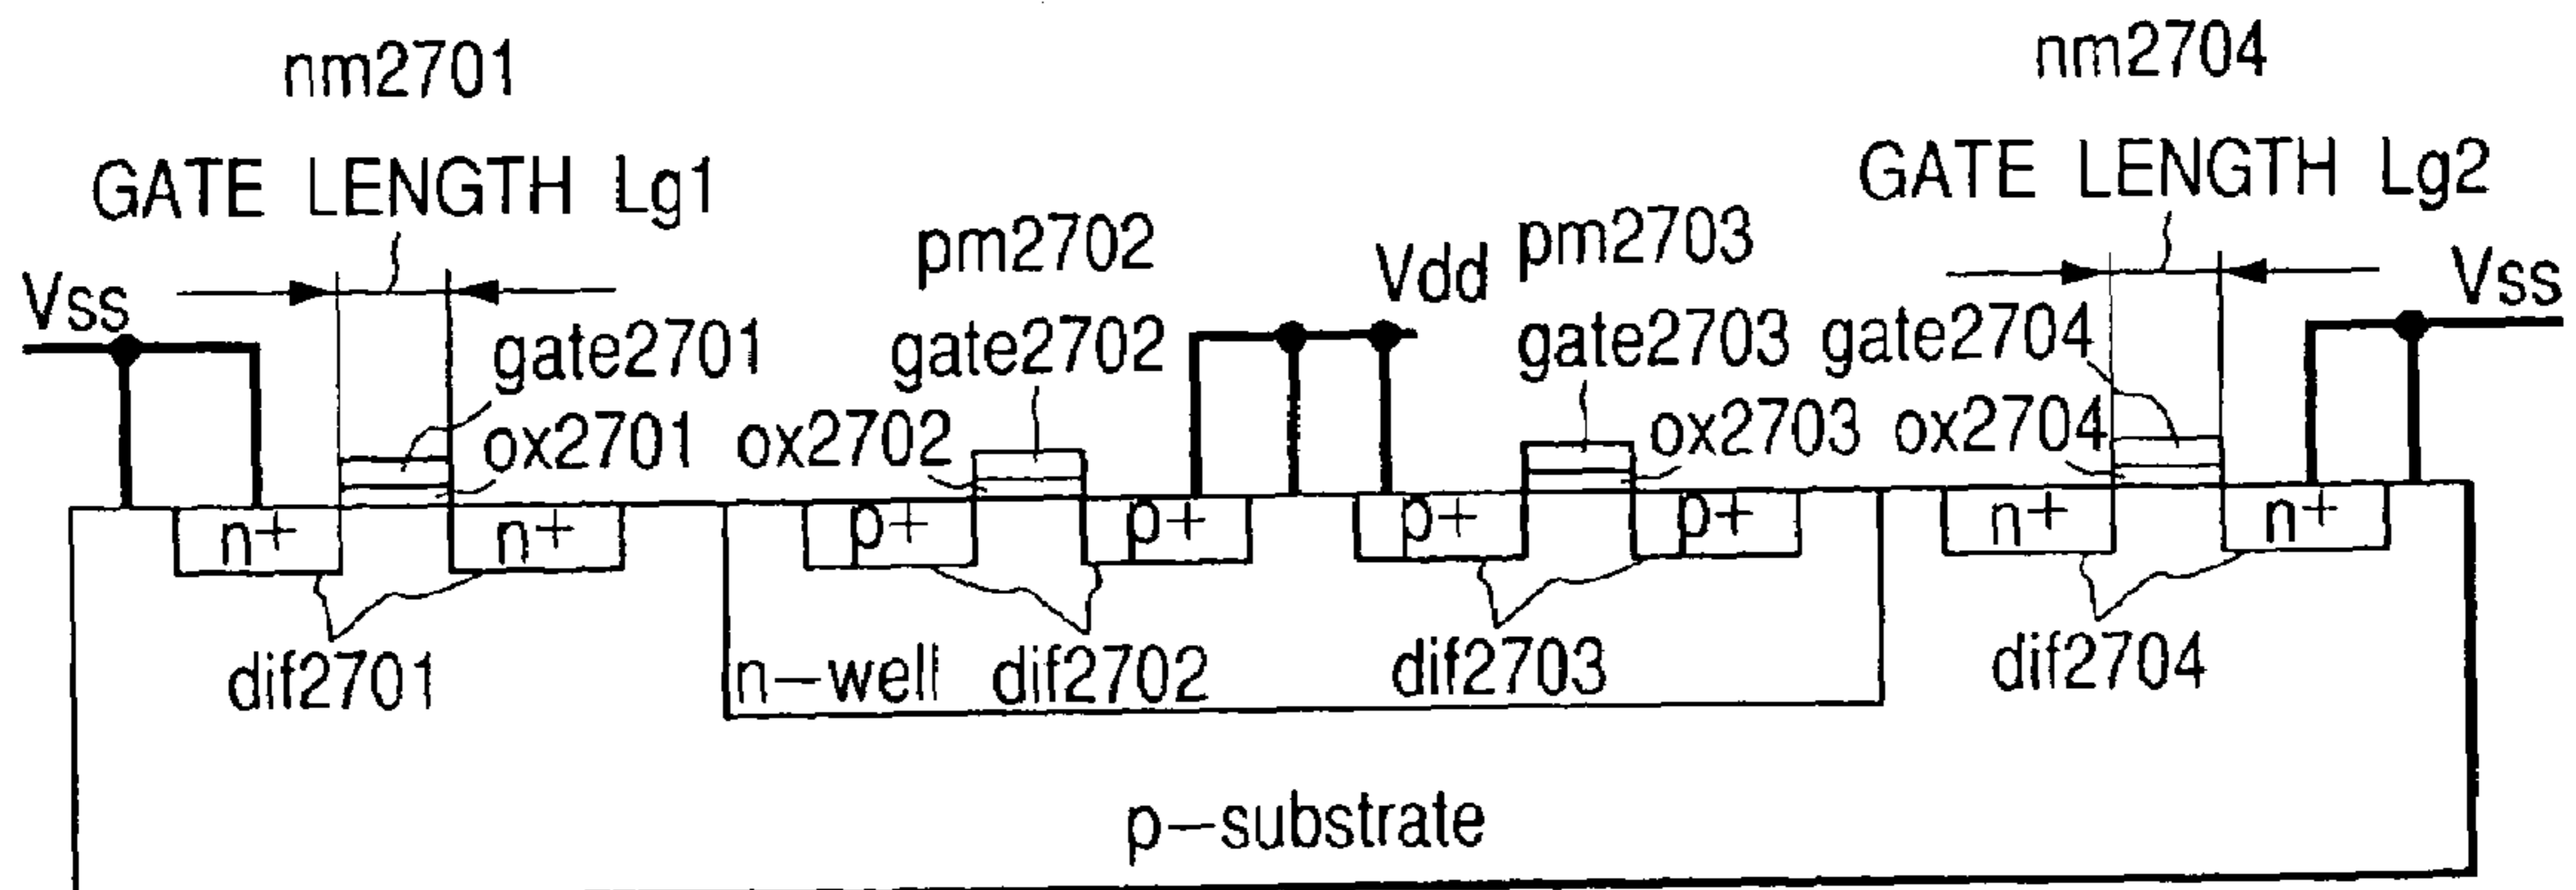 nm2701 nm2704
GATE LENGTH Lg1 GATE LENGTH Lg2
pm2702 pm2703
Vss Vdd Vss
gate2701 gate2702 gate2703 gate2704
ox2701 ox2702 ox2703 ox2704
n+ n+ p+ p+ p+ p+ n+ n+
dif2701 n-well dif2702 dif2703 dif2704
p-substrate